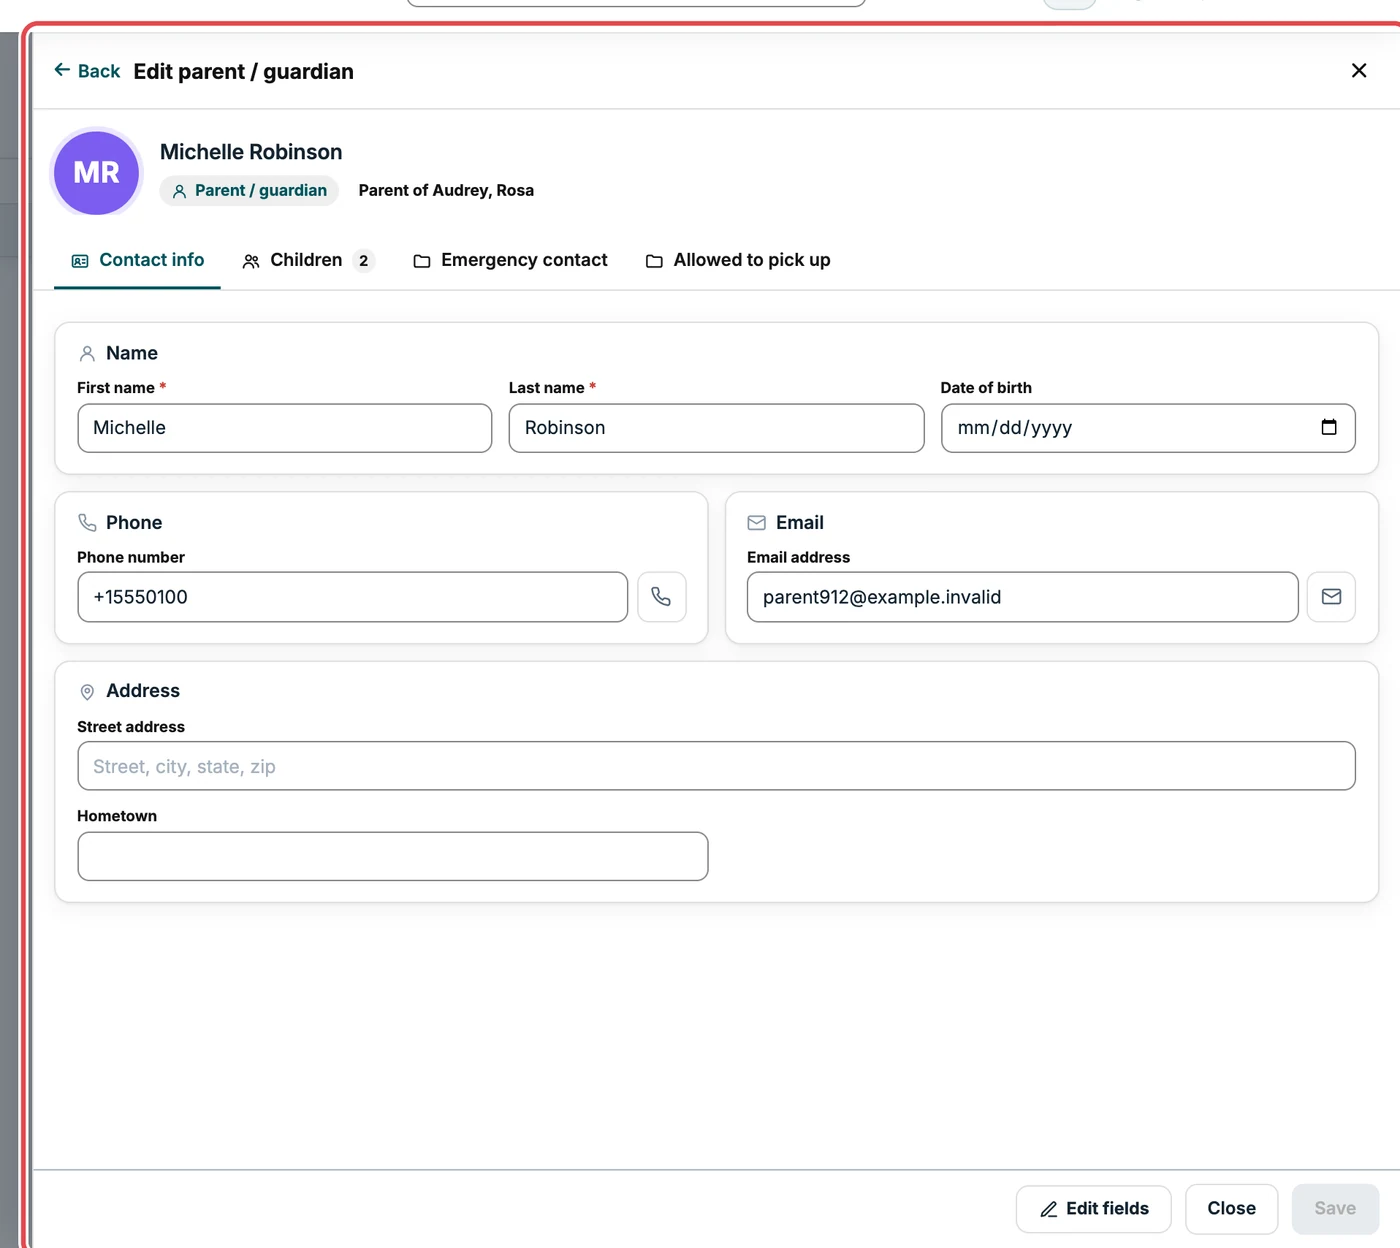 Back Edit parent / guardian
MR
Michelle Robinson
Parent / guardian Parent of Audrey, Rosa
Contact info Children 2 Emergency contact Allowed to pick up
Name
First name * Last name * Date of birth
Michelle Robinson mm/dd/yyyy
Phone
Phone number
+15550100
Email
Email address
parent912@example.invalid
Address
Street address
Street, city, state, zip
Hometown
Edit fields Close Save